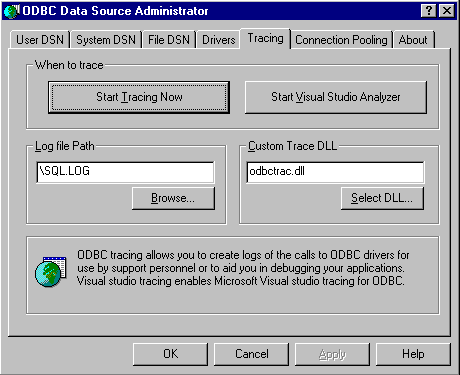 ODBC Data Source Administrator
User DSN System DSN File DSN Drivers Tracing Connection Pooling About
When to trace
Start Tracing Now Start Visual Studio Analyzer
Log file Path Custom Trace DLL
\SQL.LOG odbctrac.dll
Browse... Select DLL...
ODBC tracing allows you to create logs of the calls to ODBC drivers for
use by support personnel or to aid you in debugging your applications.
Visual studio tracing enables Microsoft Visual studio tracing for ODBC.
OK Cancel Apply Help